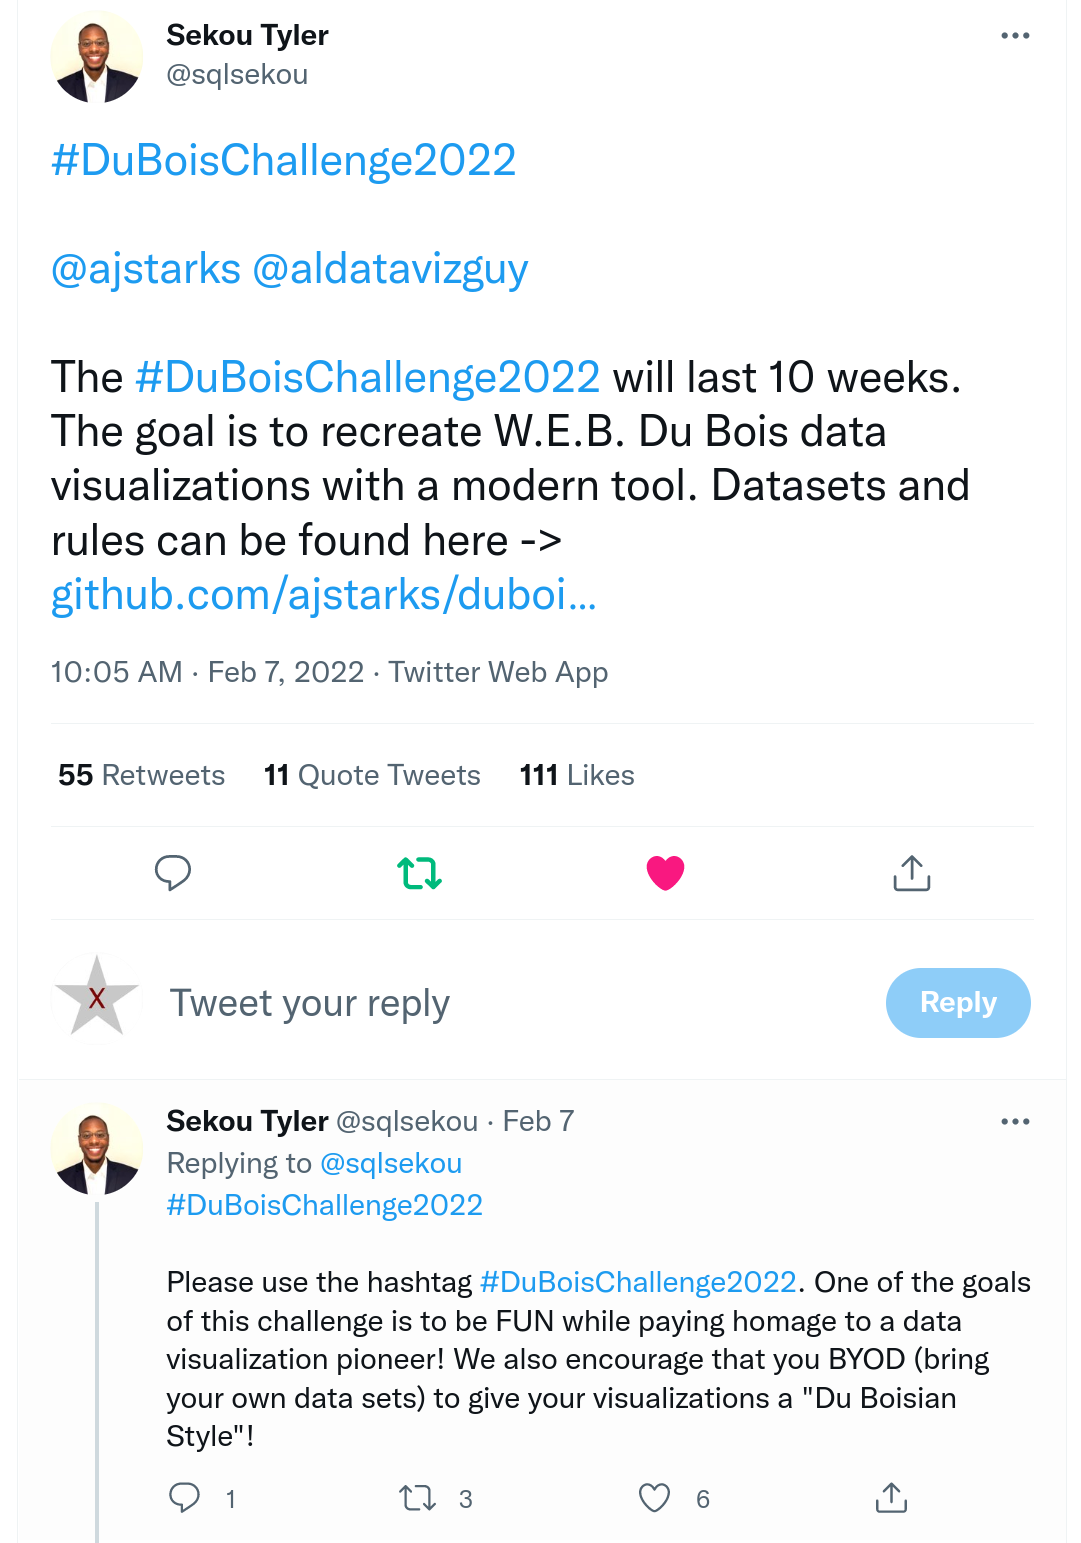 Sekou Tyler
@sqlsekou
#DuBoisChallenge2022
@ajstarks @aldatavizguy
The #DuBoisChallenge2022 will last 10 weeks.
The goal is to recreate W.E.B. Du Bois data
visualizations with a modern tool. Datasets and
rules can be found here ->
github.com/ajstarks/duboi…
10:05 AM · Feb 7, 2022 · Twitter Web App
55 Retweets 11 Quote Tweets 111 Likes
X
Tweet your reply
Reply
Sekou Tyler @sqlsekou · Feb 7
Replying to @sqlsekou
#DuBoisChallenge2022
Please use the hashtag #DuBoisChallenge2022. One of the goals
of this challenge is to be FUN while paying homage to a data
visualization pioneer! We also encourage that you BYOD (bring
your own data sets) to give your visualizations a "Du Boisian
Style"!
1 3 6